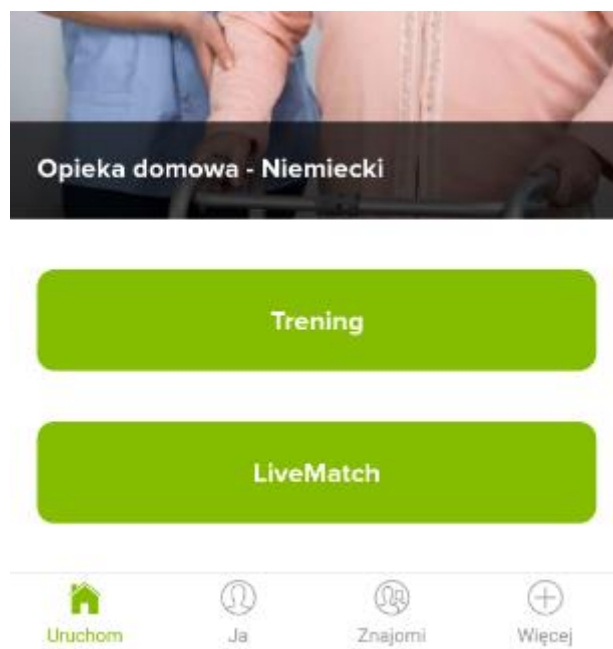 Opieka domowa - Niemiecki
Trening
LiveMatch
Uruchom
Ja
Znajomi
Więcej